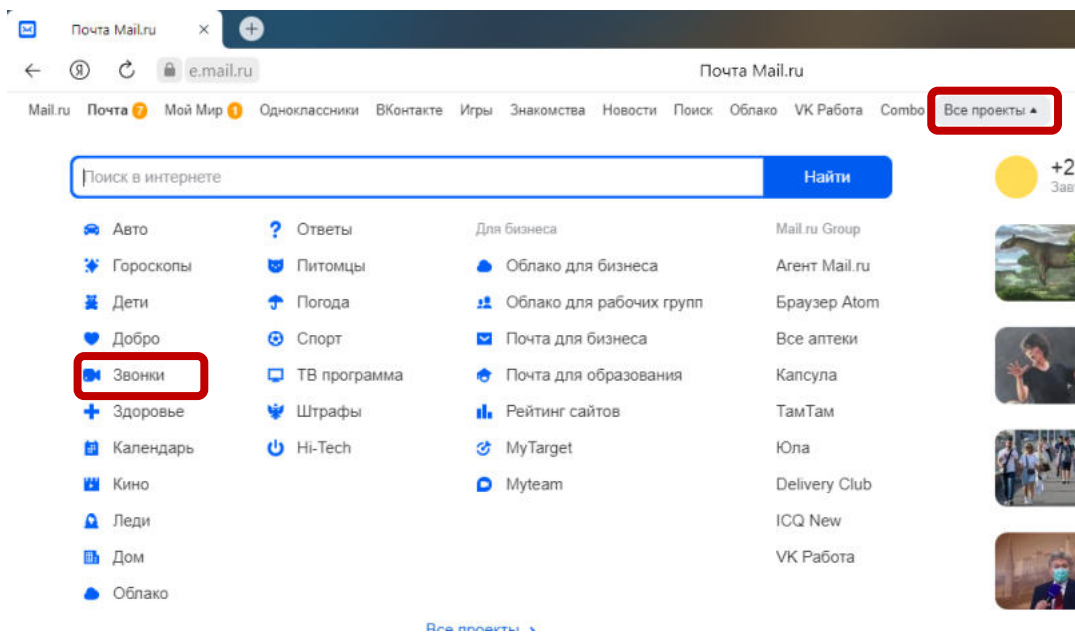 Почта Mail.ru
e.mail.ru Почта Mail.ru
Mail.ru Почта 7 Мой Мир 1 Одноклассники ВКонтакте Игры Знакомства Новости Поиск Облако VK Работа Combo Все проекты
Поиск в интернете Найти
+2
Авто
Гороскопы
Дети
Добро
Звонки
Здоровье
Календарь
Кино
Леди
Дом
Облако
Ответы
Питомцы
Погода
Спорт
ТВ программа
Штрафы
Hi-Tech
Для бизнеса
Облако для бизнеса
Облако для рабочих групп
Почта для бизнеса
Почта для образования
Рейтинг сайтов
MyTarget
Myteam
Mail.ru Group
Агент Mail.ru
Браузер Atom
Все аптеки
Капсула
ТамТам
Юла
Delivery Club
ICQ New
VK Работа
Все проекты